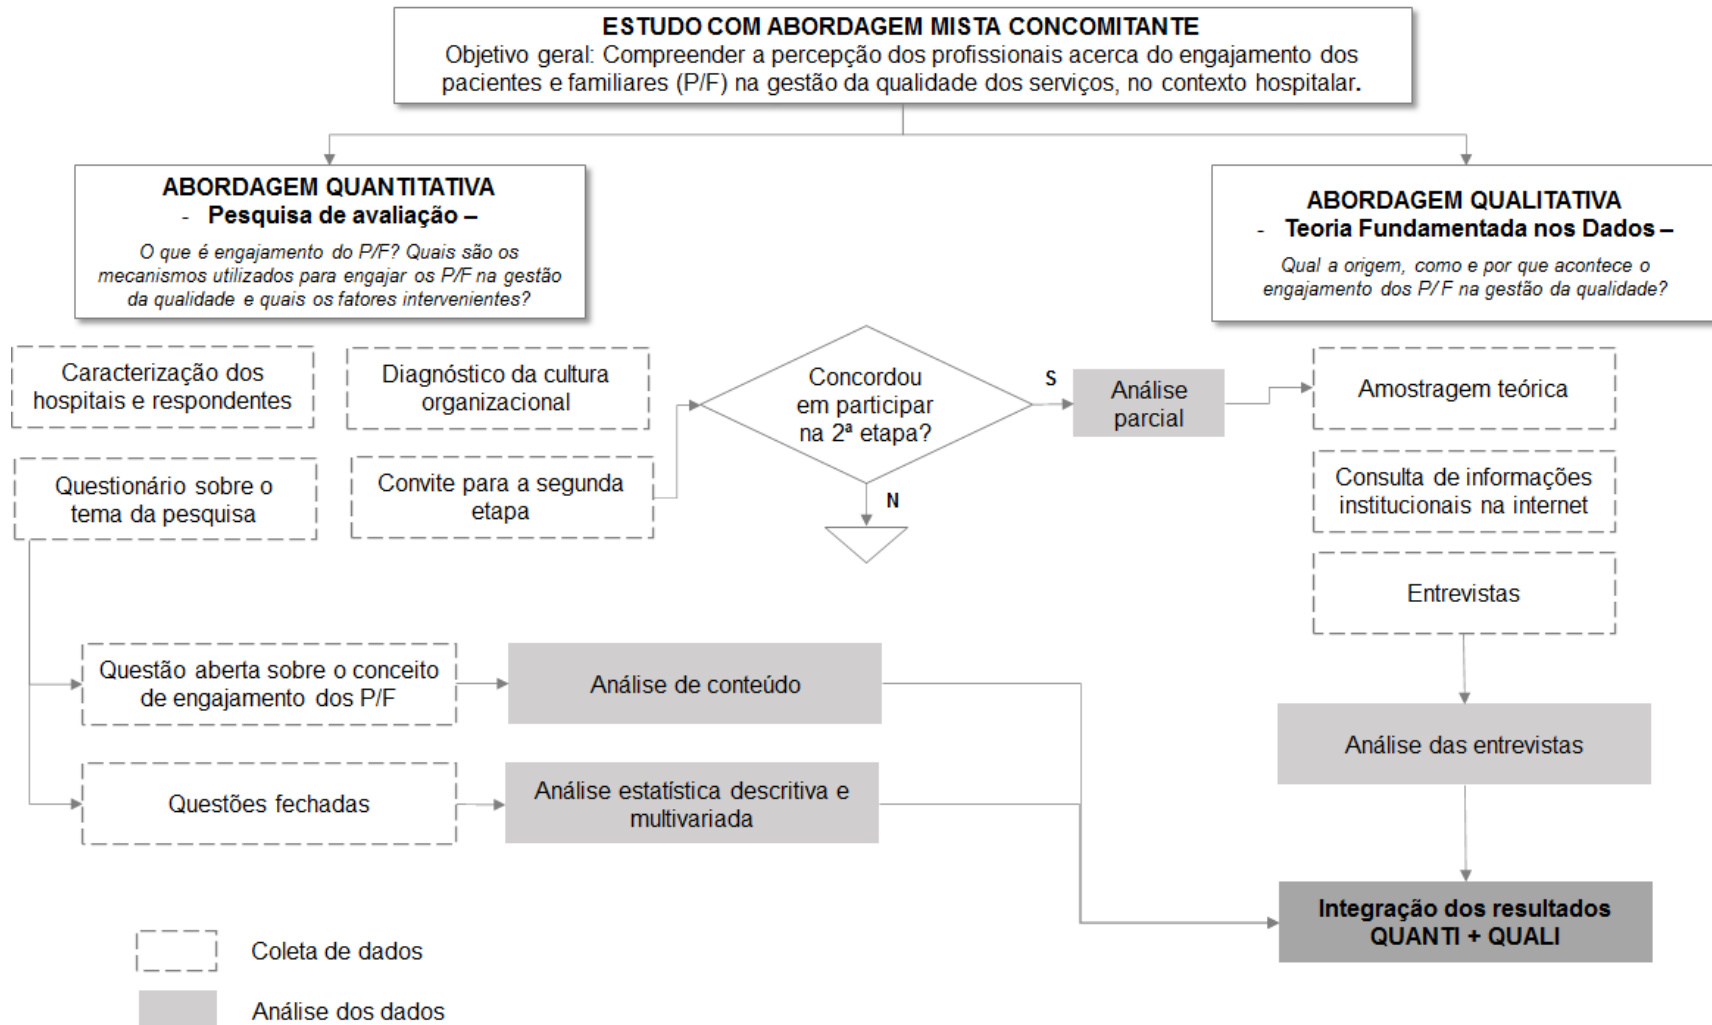 ESTUDO COM ABORDAGEM MISTA CONCOMITANTE
Objetivo geral: Compreender a percepção dos profissionais acerca do engajamento dos
pacientes e familiares (P/F) na gestão da qualidade dos serviços, no contexto hospitalar.
ABORDAGEM QUANTITATIVA
- Pesquisa de avaliação –
O que é engajamento do P/F? Quais são os
mecanismos utilizados para engajar os P/F na gestão
da qualidade e quais os fatores intervenientes?
ABORDAGEM QUALITATIVA
- Teoria Fundamentada nos Dados –
Qual a origem, como e por que acontece o
engajamento dos P/ F na gestão da qualidade?
Caracterização dos
hospitais e respondentes
Diagnóstico da cultura
organizacional
Questionário sobre o
tema da pesquisa
Convite para a segunda
etapa
Concordou
em participar
na 2ª etapa?
S
N
Análise
parcial
Amostragem teórica
Consulta de informações
institucionais na internet
Entrevistas
Questão aberta sobre o conceito
de engajamento dos P/F
Análise de conteúdo
Análise das entrevistas
Questões fechadas
Análise estatística descritiva e
multivariada
Integração dos resultados
QUANTI + QUALI
Coleta de dados
Análise dos dados